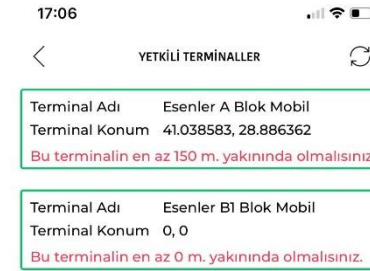 17:06
YETKİLİ TERMİNALLER
Terminal Adı Esenler A Blok Mobil
Terminal Konum 41.038583, 28.886362
Bu terminalin en az 150 m. yakınında olmalısınız
Terminal Adı Esenler B1 Blok Mobil
Terminal Konum 0, 0
Bu terminalin en az 0 m. yakınında olmalısınız.